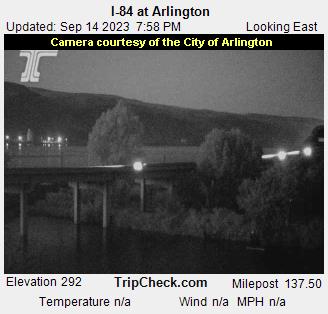 I-84 at Arlington
Updated: Sep 14 2023 7:58 PM Looking East
Camera courtesy of the City of Arlington
Elevation 292 TripCheck.com Milepost 137.50
Temperature n/a Wind n/a MPH n/a